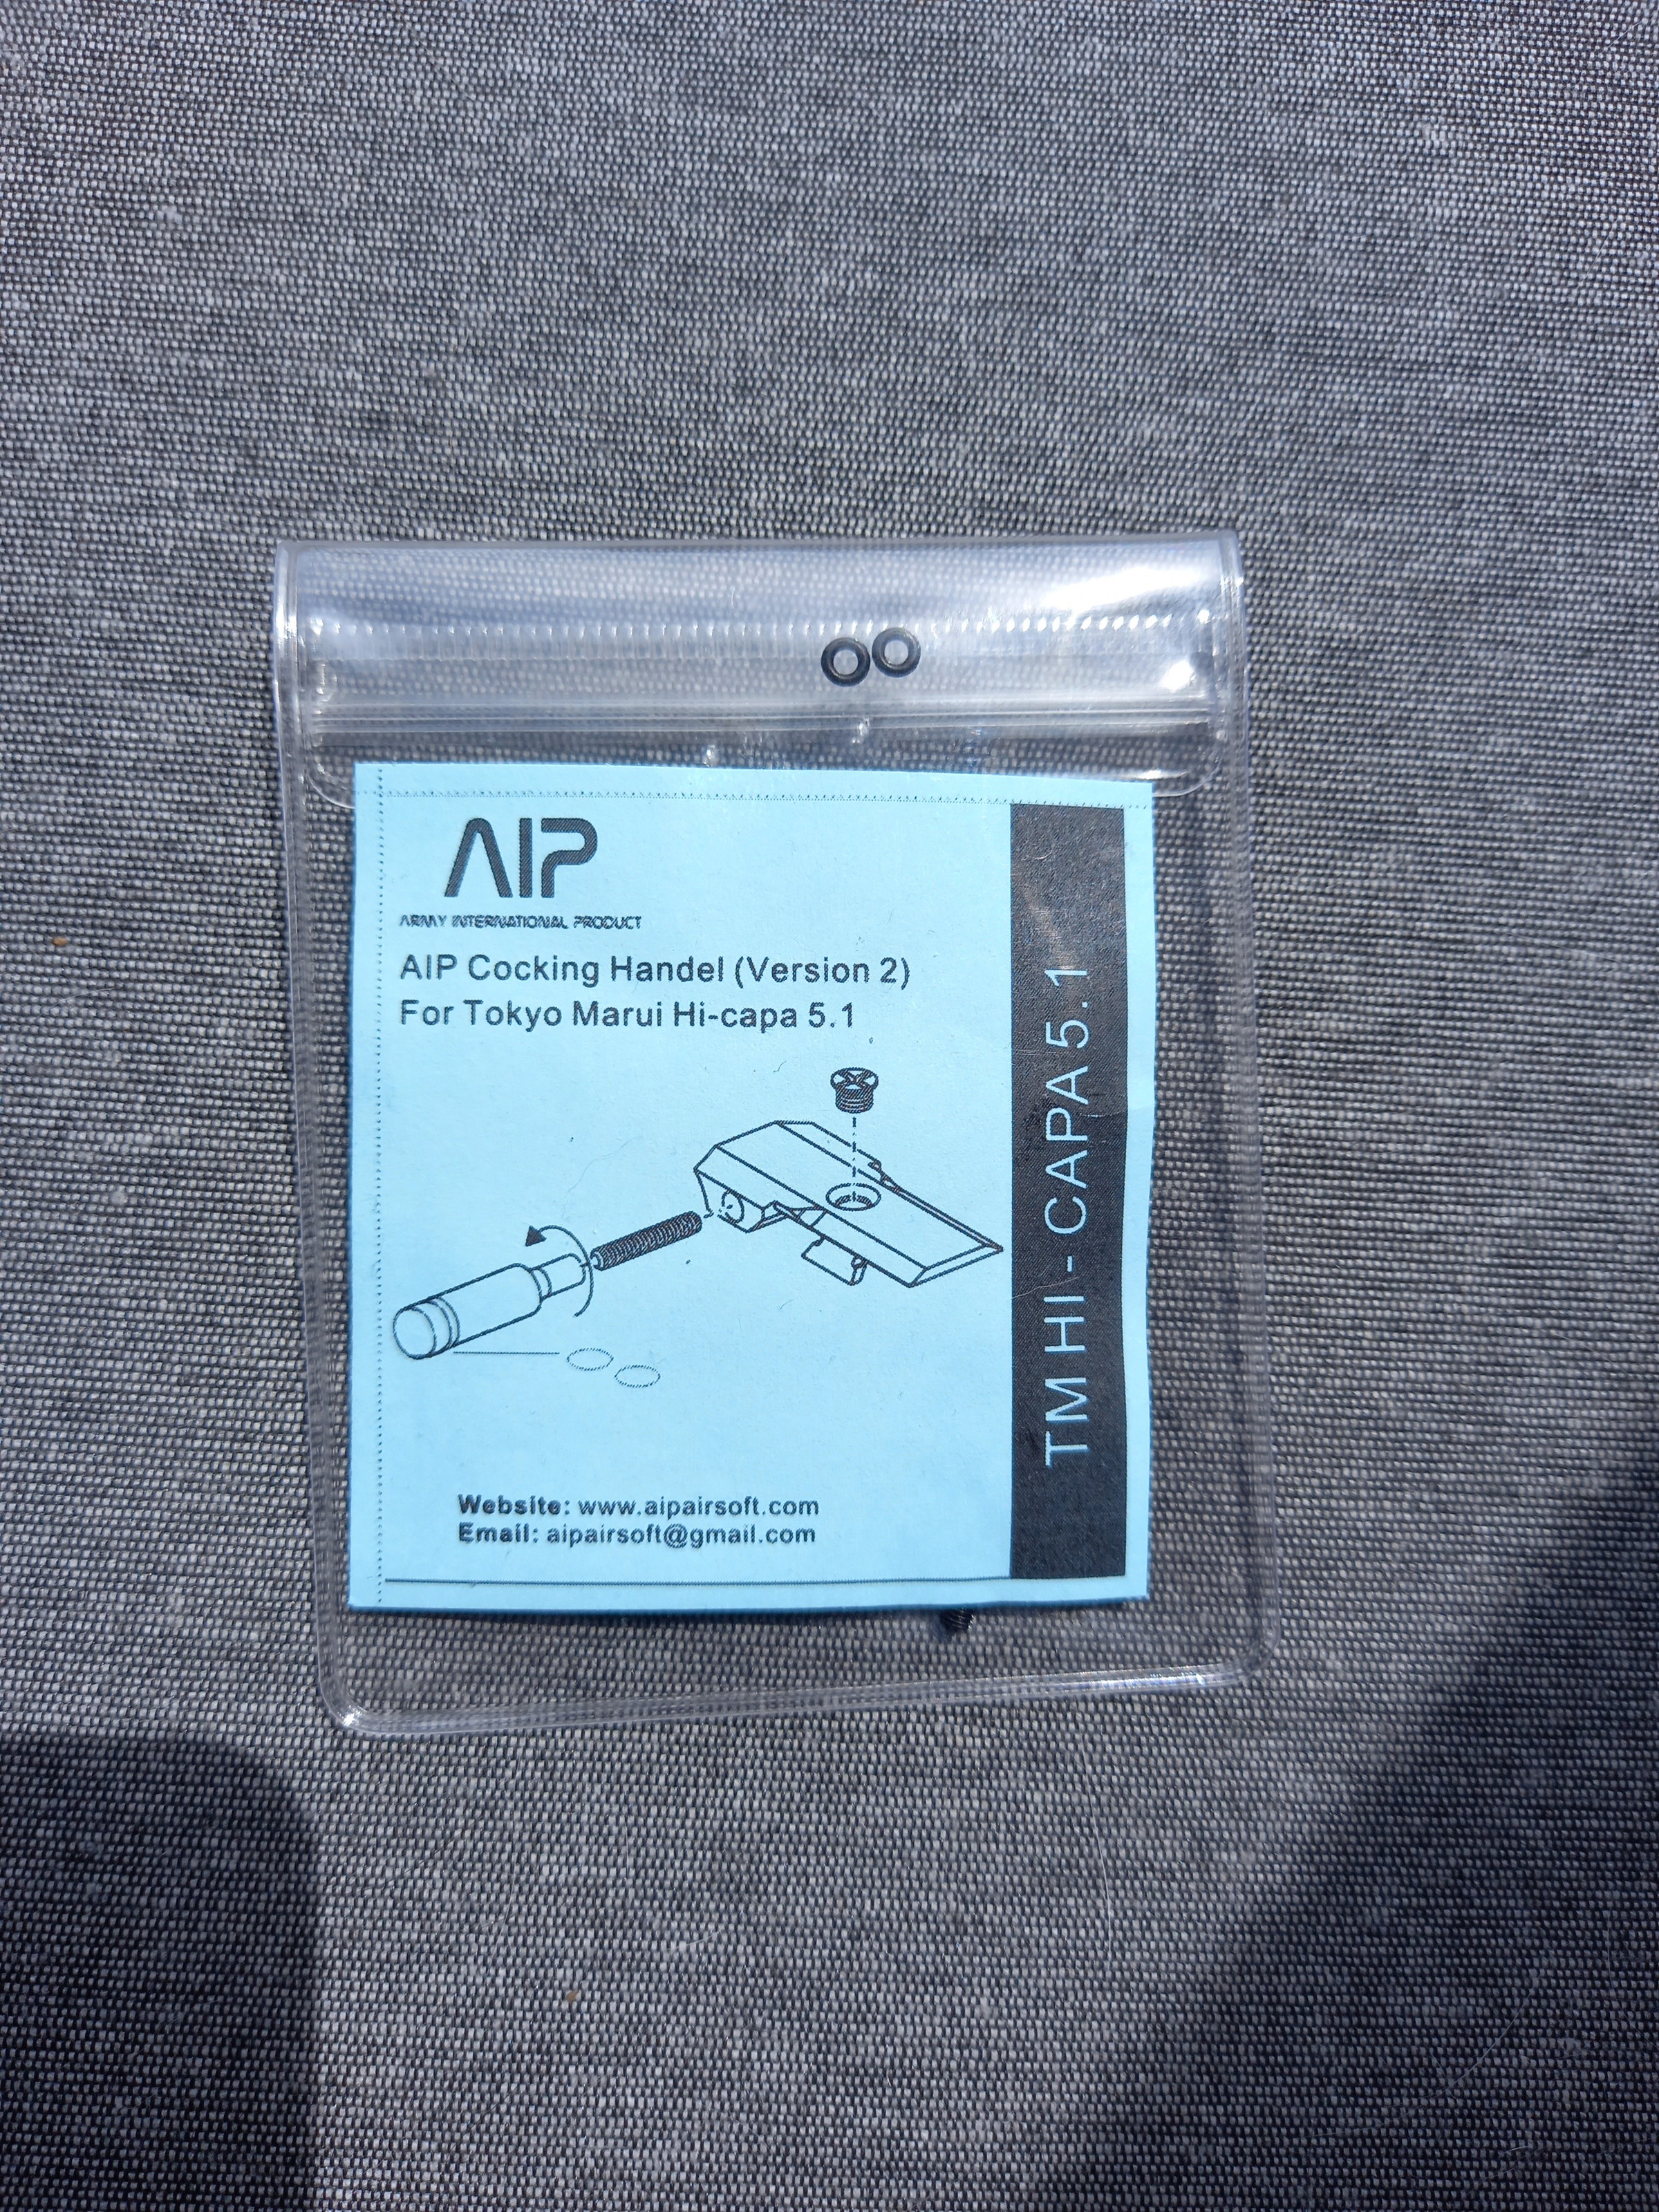 AIP
ARMY INTERNATIONAL PRODUCT
AIP Cocking Handel (Version 2)
For Tokyo Marui Hi-capa 5.1
Website: www.aipairsoft.com
Email: aipairsoft@gmail.com
TM HI - CAPA 5.1